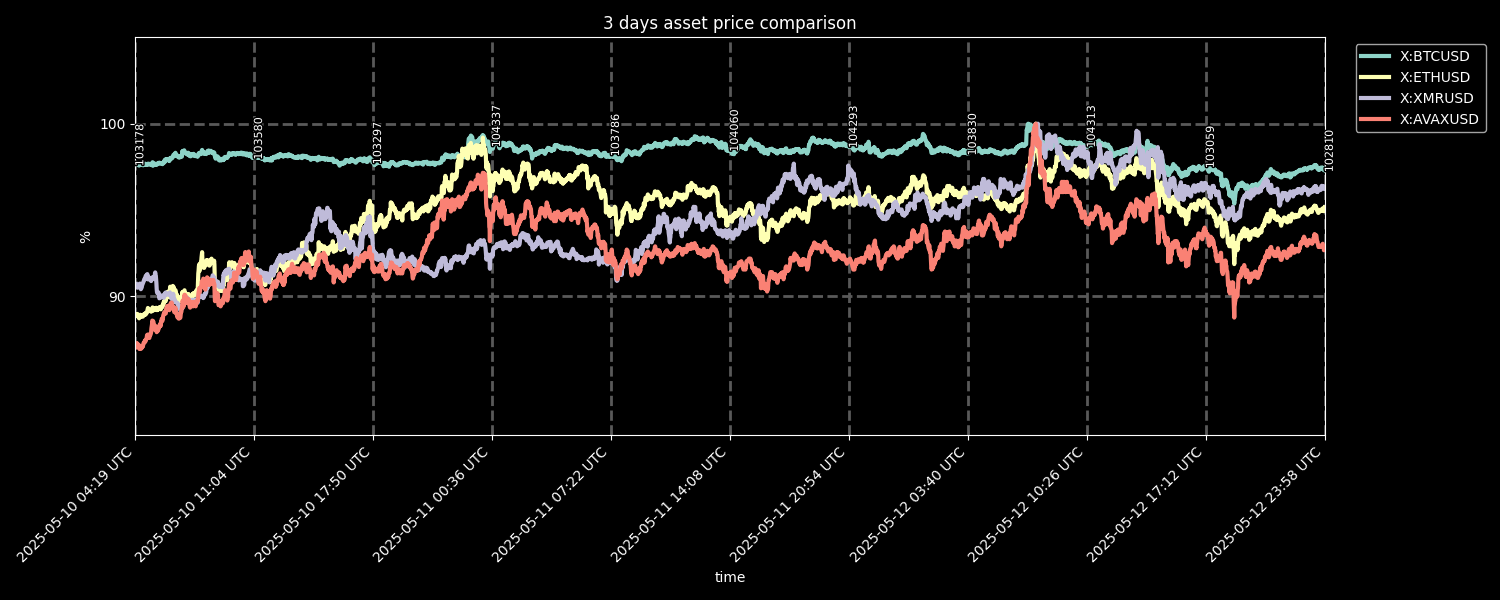 3 days asset price comparison
X:BTCUSD
X:ETHUSD
X:XMRUSD
X:AVAXUSD
100
90
%
103178
103580
103297
104337
103786
104060
104293
103830
104313
103059
102810
2025-05-10 04:19 UTC
2025-05-10 11:04 UTC
2025-05-10 17:50 UTC
2025-05-11 00:36 UTC
2025-05-11 07:22 UTC
2025-05-11 14:08 UTC
2025-05-11 20:54 UTC
2025-05-12 03:40 UTC
2025-05-12 10:26 UTC
2025-05-12 17:12 UTC
2025-05-12 23:58 UTC
time